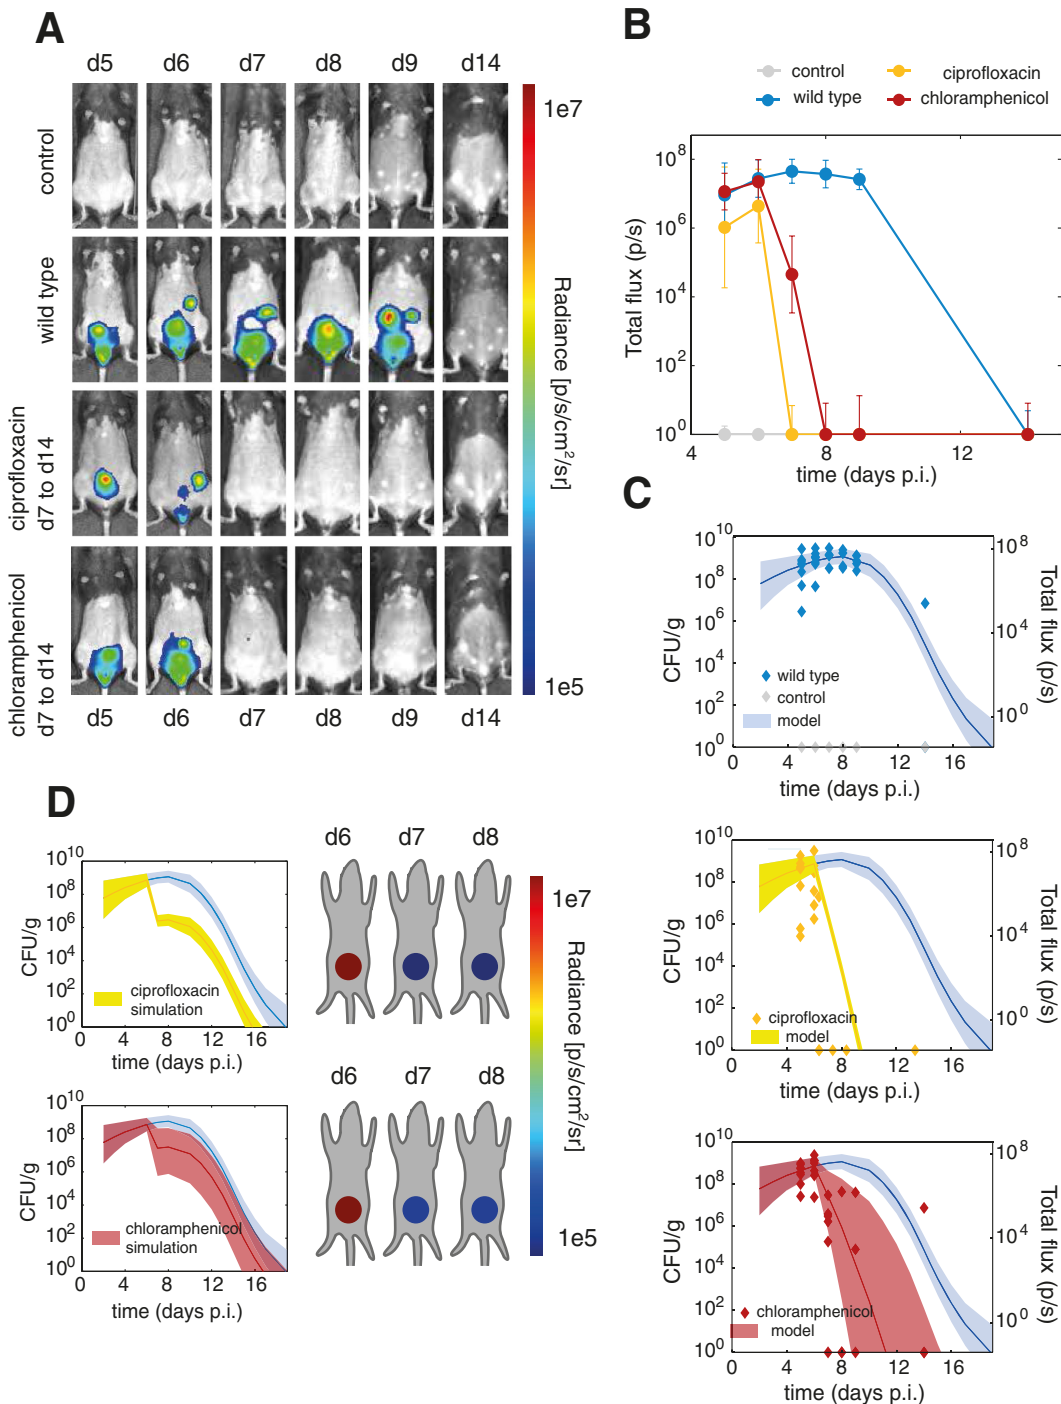 A
d5 d6 d7 d8 d9 d14
control
wild type
ciprofloxacin
d7 to d14
chloramphenicol
d7 to d14
d5 d6 d7 d8 d9 d14
1e7
Radiance [p/s/cm²/sr]
1e5
B
control
wild type
ciprofloxacin
chloramphenicol
Total flux (p/s)
10⁸
10⁶
10⁴
10²
10⁰
4 8 12
time (days p.i.)
C
CFU/g
10¹⁰
10⁸
10⁶
10⁴
10²
10⁰
wild type
control
model
10⁸
10⁴
10⁰
Total flux (p/s)
0 4 8 12 16
time (days p.i.)
CFU/g
10¹⁰
10⁸
10⁶
10⁴
10²
10⁰
ciprofloxacin
model
10⁸
10⁴
10⁰
Total flux (p/s)
0 4 8 12 16
time (days p.i.)
CFU/g
10¹⁰
10⁸
10⁶
10⁴
10²
10⁰
chloramphenicol
model
10⁸
10⁴
10⁰
Total flux (p/s)
0 4 8 12 16
time (days p.i.)
D
CFU/g
10¹⁰
10⁸
10⁶
10⁴
10²
10⁰
ciprofloxacin
simulation
0 4 8 12 16
time (days p.i.)
d6 d7 d8
CFU/g
10¹⁰
10⁸
10⁶
10⁴
10²
10⁰
chloramphenicol
simulation
0 4 8 12 16
time (days p.i.)
d6 d7 d8
1e7
Radiance [p/s/cm²/sr]
1e5